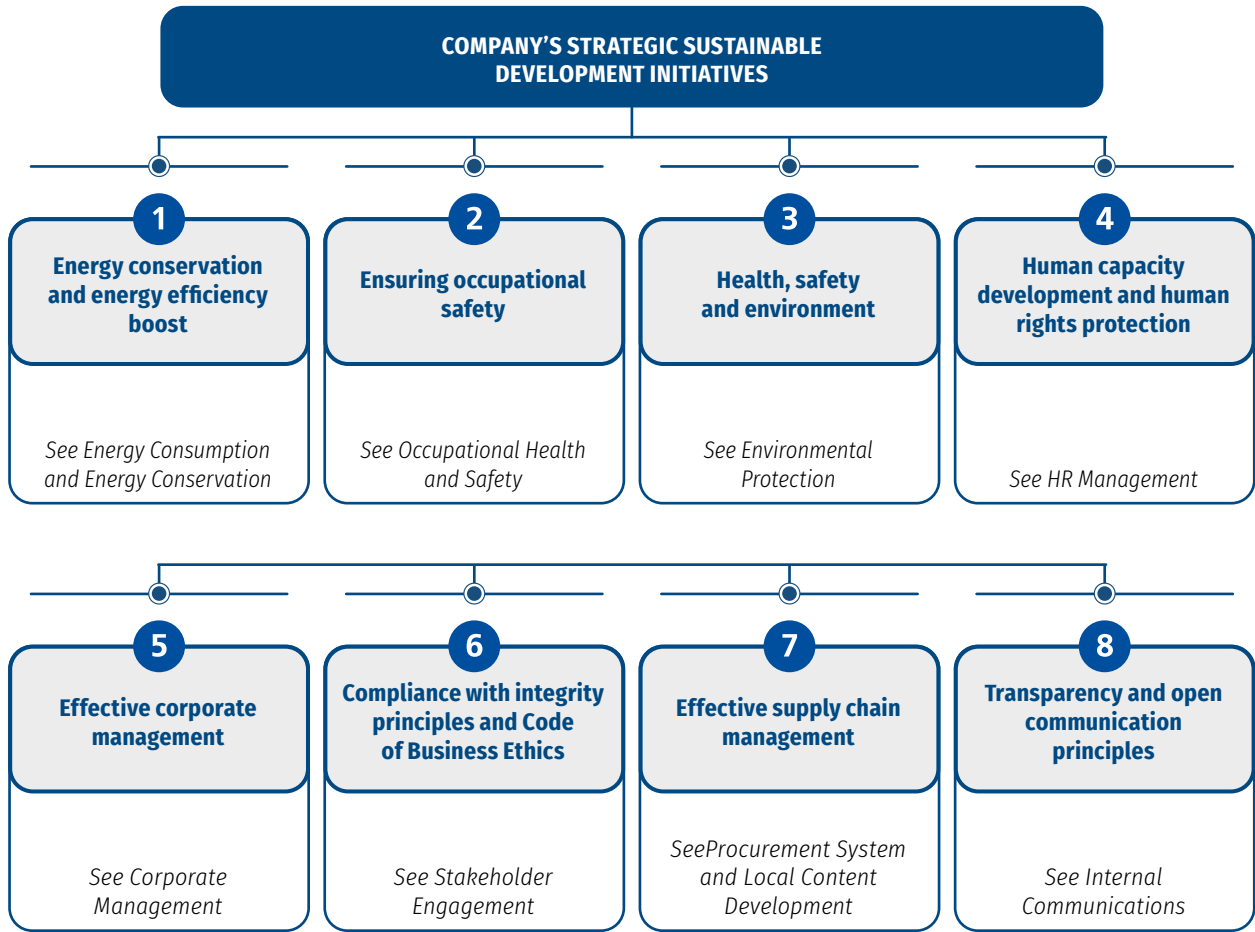 COMPANY'S STRATEGIC SUSTAINABLE
DEVELOPMENT INITIATIVES
1
Energy conservation
and energy efficiency
boost
See Energy Consumption
and Energy Conservation
2
Ensuring occupational
safety
See Occupational Health
and Safety
3
Health, safety
and environment
See Environmental
Protection
4
Human capacity
development and human
rights protection
See HR Management
5
Effective corporate
management
See Corporate
Management
6
Compliance with integrity
principles and Code
of Business Ethics
See Stakeholder
Engagement
7
Effective supply chain
management
SeeProcurement System
and Local Content
Development
8
Transparency and open
communication
principles
See Internal
Communications